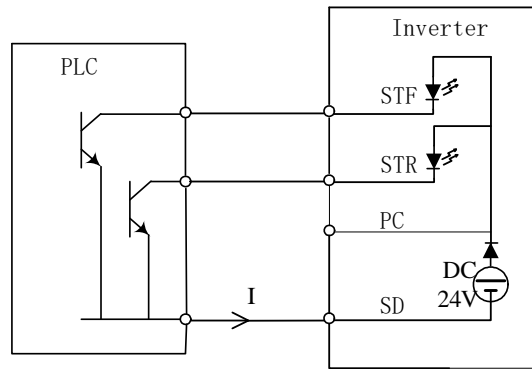 Inverter
PLC
STF
STR
PC
DC
24V
I
SD